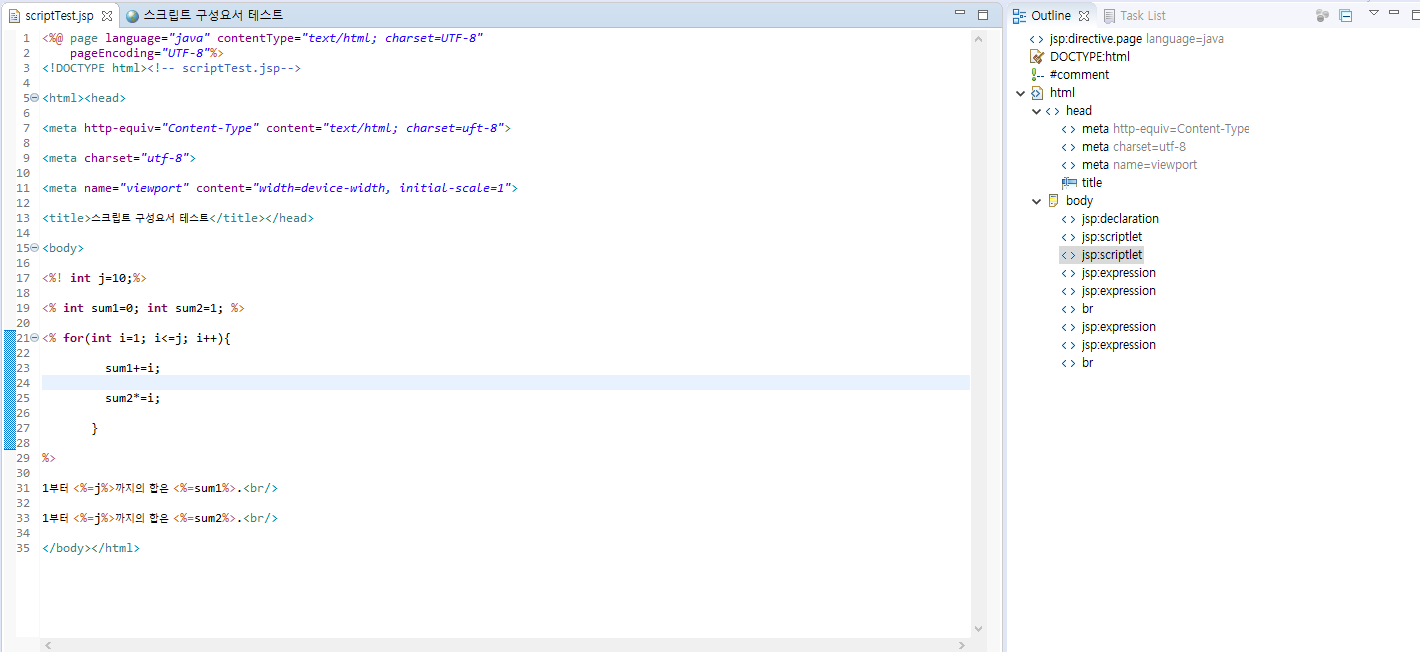 scriptTest.jsp
스크립트 구성요서 테스트
1 <%@ page language="java" contentType="text/html; charset=UTF-8"
2     pageEncoding="UTF-8"%>
3 <!DOCTYPE html><!-- scriptTest.jsp-->
4
5 <html><head>
6
7 <meta http-equiv="Content-Type" content="text/html; charset=uft-8">
8
9 <meta charset="utf-8">
10
11 <meta name="viewport" content="width=device-width, initial-scale=1">
12
13 <title>스크립트 구성요서 테스트</title></head>
14
15 <body>
16
17 <%! int j=10;%>
18
19 <% int sum1=0; int sum2=1; %>
20
21 <% for(int i=1; i<=j; i++){
22
23          sum1+=i;
24
25          sum2*=i;
26
27        }
28
29 %>
30
31 1부터 <%=j%>까지의 합은 <%=sum1%>.<br/>
32
33 1부터 <%=j%>까지의 합은 <%=sum2%>.<br/>
34
35 </body></html>
Outline
Task List
jsp:directive.page language=java
DOCTYPE:html
#comment
html
head
meta http-equiv=Content-Type
meta charset=utf-8
meta name=viewport
title
body
jsp:declaration
jsp:scriptlet
jsp:scriptlet
jsp:expression
jsp:expression
br
jsp:expression
jsp:expression
br